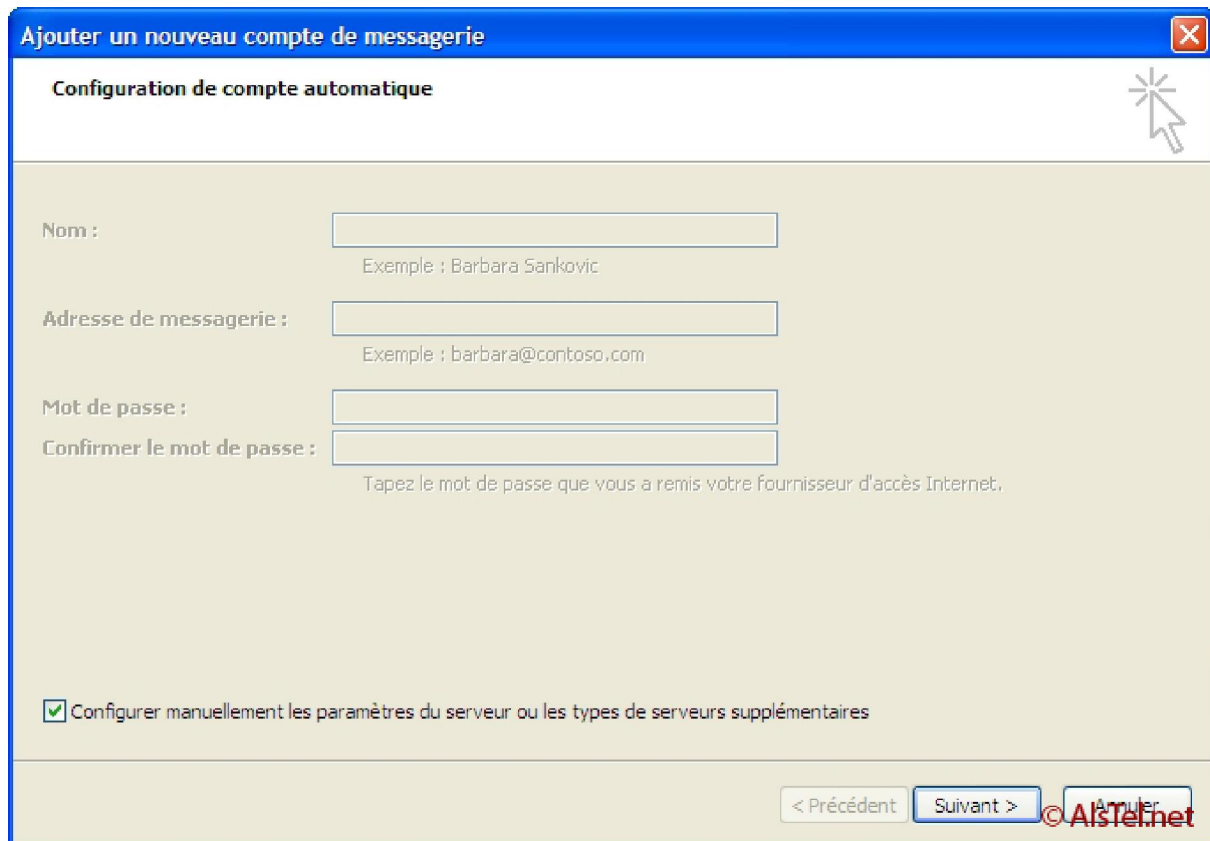 Ajouter un nouveau compte de messagerie
Configuration de compte automatique
Nom :
Exemple : Barbara Sankovic
Adresse de messagerie :
Exemple : barbara@contoso.com
Mot de passe :
Confirmer le mot de passe :
Tapez le mot de passe que vous a remis votre fournisseur d'accès Internet.
Configurer manuellement les paramètres du serveur ou les types de serveurs supplémentaires
< Précédent Suivant > Annuler
© AlsTel.net